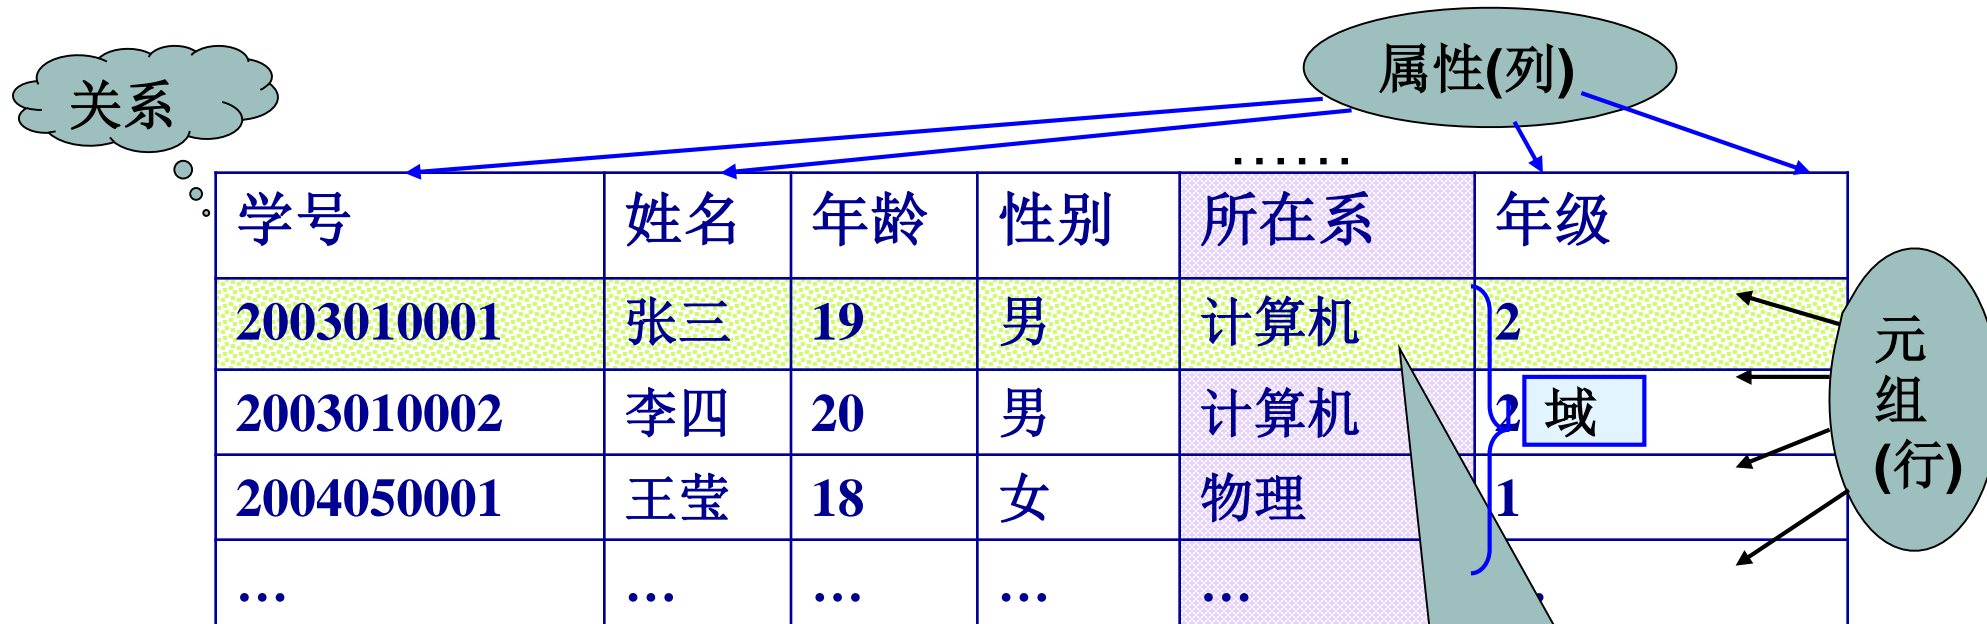 属性(列)
关系
......
学号 姓名 年龄 性别 所在系 年级
2003010001 张三 19 男 计算机 2
元组(行)
2003010002 李四 20 男 计算机 2
域
2004050001 王莹 18 女 物理 1
… … … … …